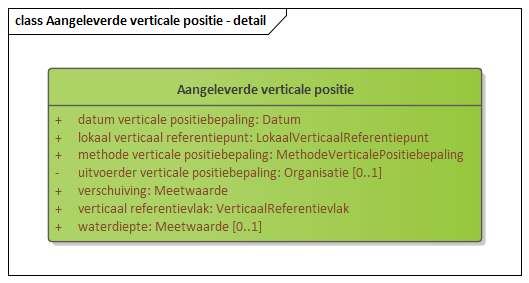 class Aangeleverde verticale positie - detail
Aangeleverde verticale positie
+ datum verticale positiebepaling: Datum
+ lokaal verticaal referentiepunt: LokaalVerticaalReferentiepunt
+ methode verticale positiebepaling: MethodeVerticalePositiebepaling
- uitvoerder verticale positiebepaling: Organisatie [0..1]
+ verschuiving: Meetwaarde
+ verticaal referentievlak: VerticaalReferentievlak
+ waterdiepte: Meetwaarde [0..1]